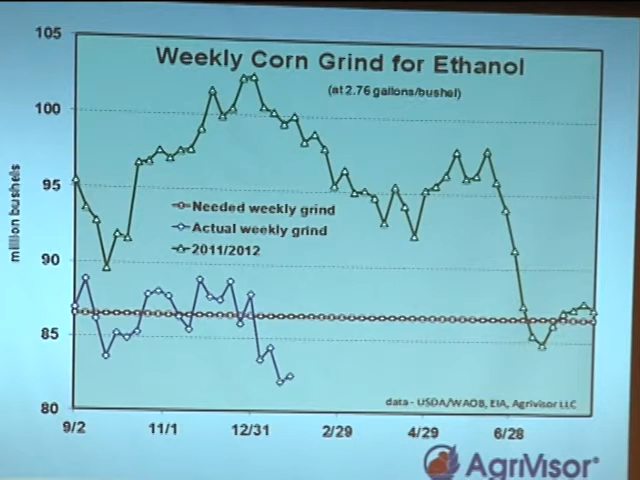 Weekly Corn Grind for Ethanol
(at 2.76 gallons/bushel)
105
100
95
90
85
80
million bushels
Needed weekly grind
Actual weekly grind
2011/2012
data - USDA/WAOB, EIA, Agrivisor LLC
9/2 11/1 12/31 2/29 4/29 6/28
AgriVisor